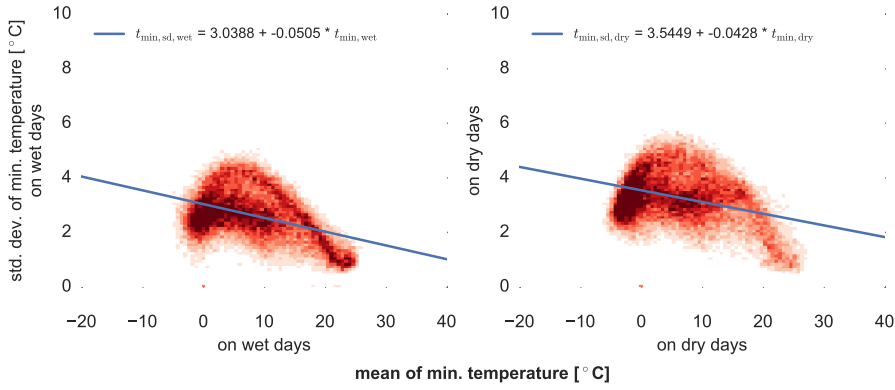 10
8
6
4
2
0
std. dev. of min. temperature [°C]
on wet days
t_min,sd,wet = 3.0388 + -0.0505 * t_min,wet
−20 −10 0 10 20 30 40
on wet days
10
8
6
4
2
0
on dry days
t_min,sd,dry = 3.5449 + -0.0428 * t_min,dry
−20 −10 0 10 20 30 40
on dry days
mean of min. temperature [°C]